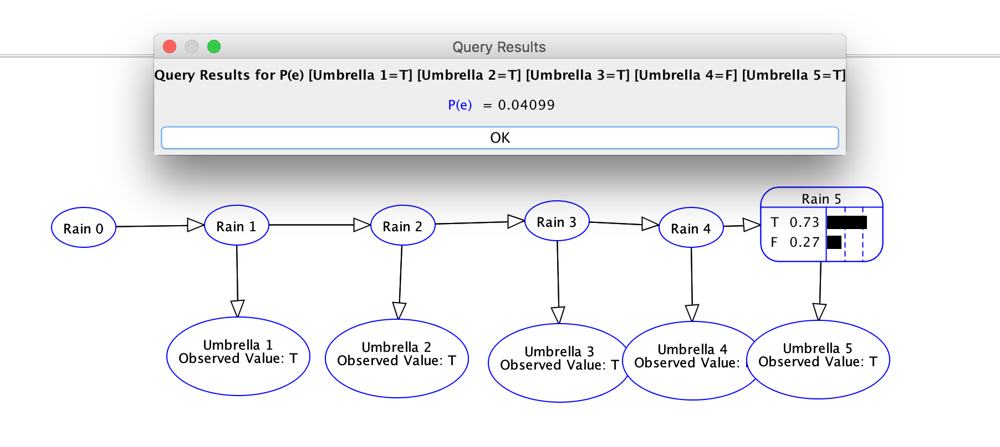 Query Results
Query Results for P(e) [Umbrella 1=T] [Umbrella 2=T] [Umbrella 3=T] [Umbrella 4=F] [Umbrella 5=T]
P(e) = 0.04099
OK
Rain 0
Rain 1
Rain 2
Rain 3
Rain 4
Rain 5
T 0.73
F 0.27
Umbrella 1
Observed Value: T
Umbrella 2
Observed Value: T
Umbrella 3
Observed Value: T
Umbrella 4
Observed Value:
Umbrella 5
Observed Value: T